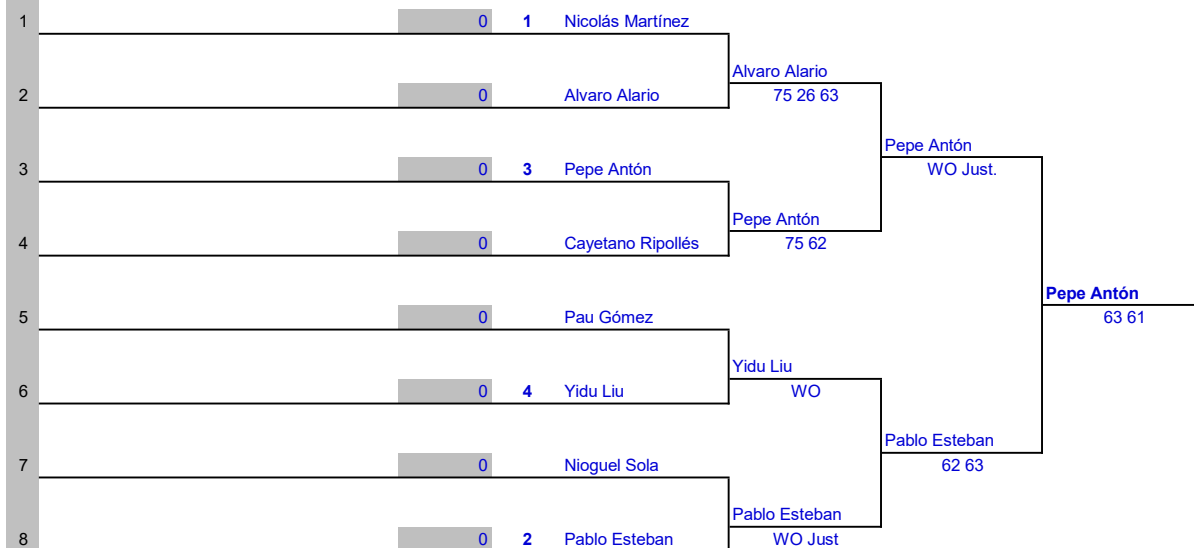 1 0 1 Nicolás Martínez
Alvaro Alario
2 0 Alvaro Alario 75 26 63
Pepe Antón
3 0 3 Pepe Antón WO Just.
Pepe Antón
4 0 Cayetano Ripollés 75 62
Pepe Antón
5 0 Pau Gómez 63 61
Yidu Liu
6 0 4 Yidu Liu WO
Pablo Esteban
7 0 Nioguel Sola 62 63
Pablo Esteban
8 0 2 Pablo Esteban WO Just